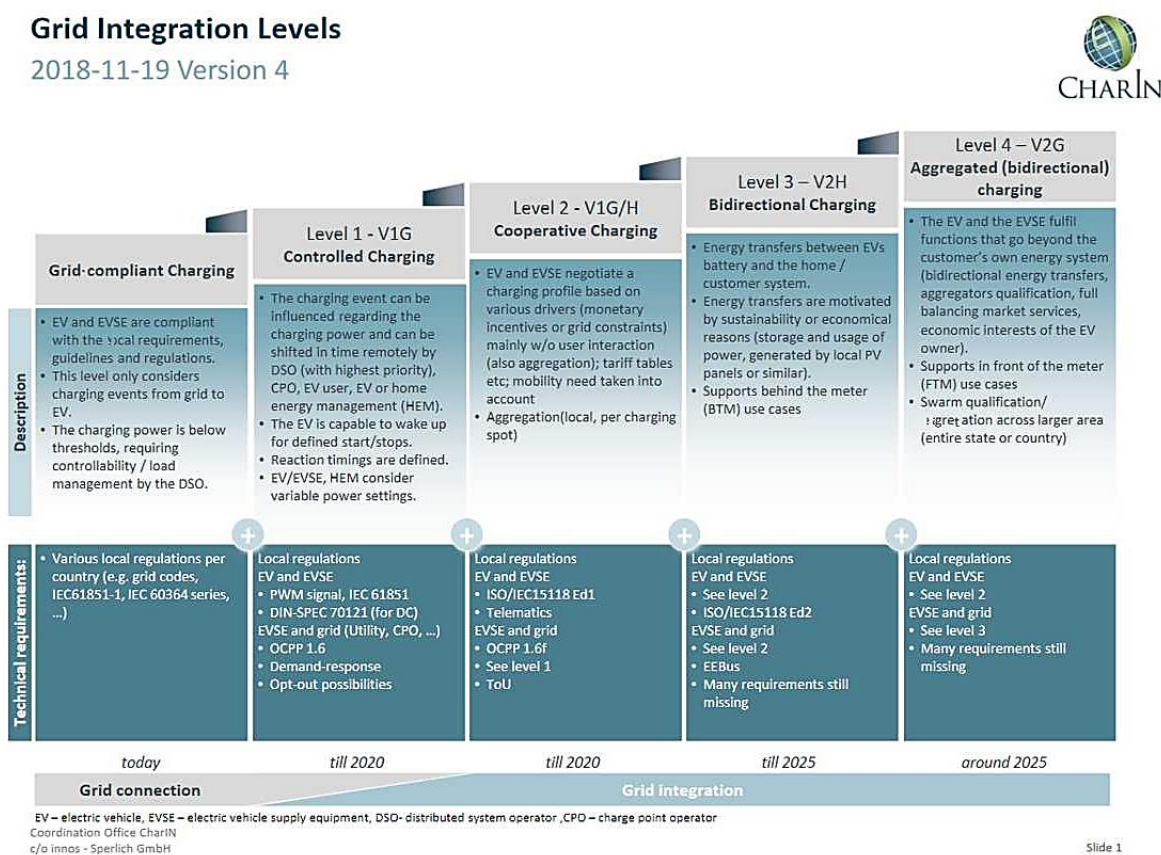 Grid Integration Levels
2018-11-19 Version 4
CHARIN
Grid-compliant Charging
Level 1 - V1G
Controlled Charging
Level 2 - V1G/H
Cooperative Charging
Level 3 – V2H
Bidirectional Charging
Level 4 – V2G
Aggregated (bidirectional)
charging
Description
• EV and EVSE are compliant
with the local requirements,
guidelines and regulations.
• This level only considers
charging events from grid to
EV.
• The charging power is below
thresholds, requiring
controllability / load
management by the DSO.
• The charging event can be
influenced regarding the
charging power and can be
shifted in time remotely by
DSO (with highest priority),
CPO, EV user, EV or home
energy management (HEM).
• The EV is capable to wake up
for defined start/stops.
• Reaction timings are defined.
• EV/EVSE, HEM consider
variable power settings.
• EV and EVSE negotiate a
charging profile based on
various drivers (monetary
incentives or grid constraints)
mainly w/o user interaction
(also aggregation); tariff tables
etc; mobility need taken into
account
• Aggregation(local, per charging
spot)
• Energy transfers between EVs
battery and the home /
customer system.
• Energy transfers are motivated
by sustainability or economical
reasons (storage and usage of
power, generated by local PV
panels or similar).
• Supports behind the meter
(BTM) use cases
• The EV and the EVSE fulfil
functions that go beyond the
customer's own energy system
(bidirectional energy transfers,
aggregators qualification, full
balancing market services,
economic interests of the EV
owner).
• Supports in front of the meter
(FTM) use cases
• Swarm qualification/
aggregation across larger area
(entire state or country)
+ + + +
Technical requirements:
• Various local regulations per
country (e.g. grid codes,
IEC61851-1, IEC 60364 series,
...)
Local regulations
EV and EVSE
• PWM signal, IEC 61851
• DIN-SPEC 70121 (for DC)
EVSE and grid (Utility, CPO, ...)
• OCPP 1.6
• Demand-response
• Opt-out possibilities
Local regulations
EV and EVSE
• ISO/IEC15118 Ed1
• Telematics
EVSE and grid
• OCPP 1.6f
• See level 1
• ToU
Local regulations
EV and EVSE
• See level 2
• ISO/IEC15118 Ed2
EVSE and grid
• See level 2
• EEBus
• Many requirements still
missing
Local regulations
EV and EVSE
• See level 2
EVSE and grid
• See level 3
• Many requirements still
missing
today
till 2020
till 2020
till 2025
around 2025
Grid connection
Grid integration
EV – electric vehicle, EVSE – electric vehicle supply equipment, DSO- distributed system operator ,CPO – charge point operator
Coordination Office CharIN
c/o innos - Sperlich GmbH
Slide 1